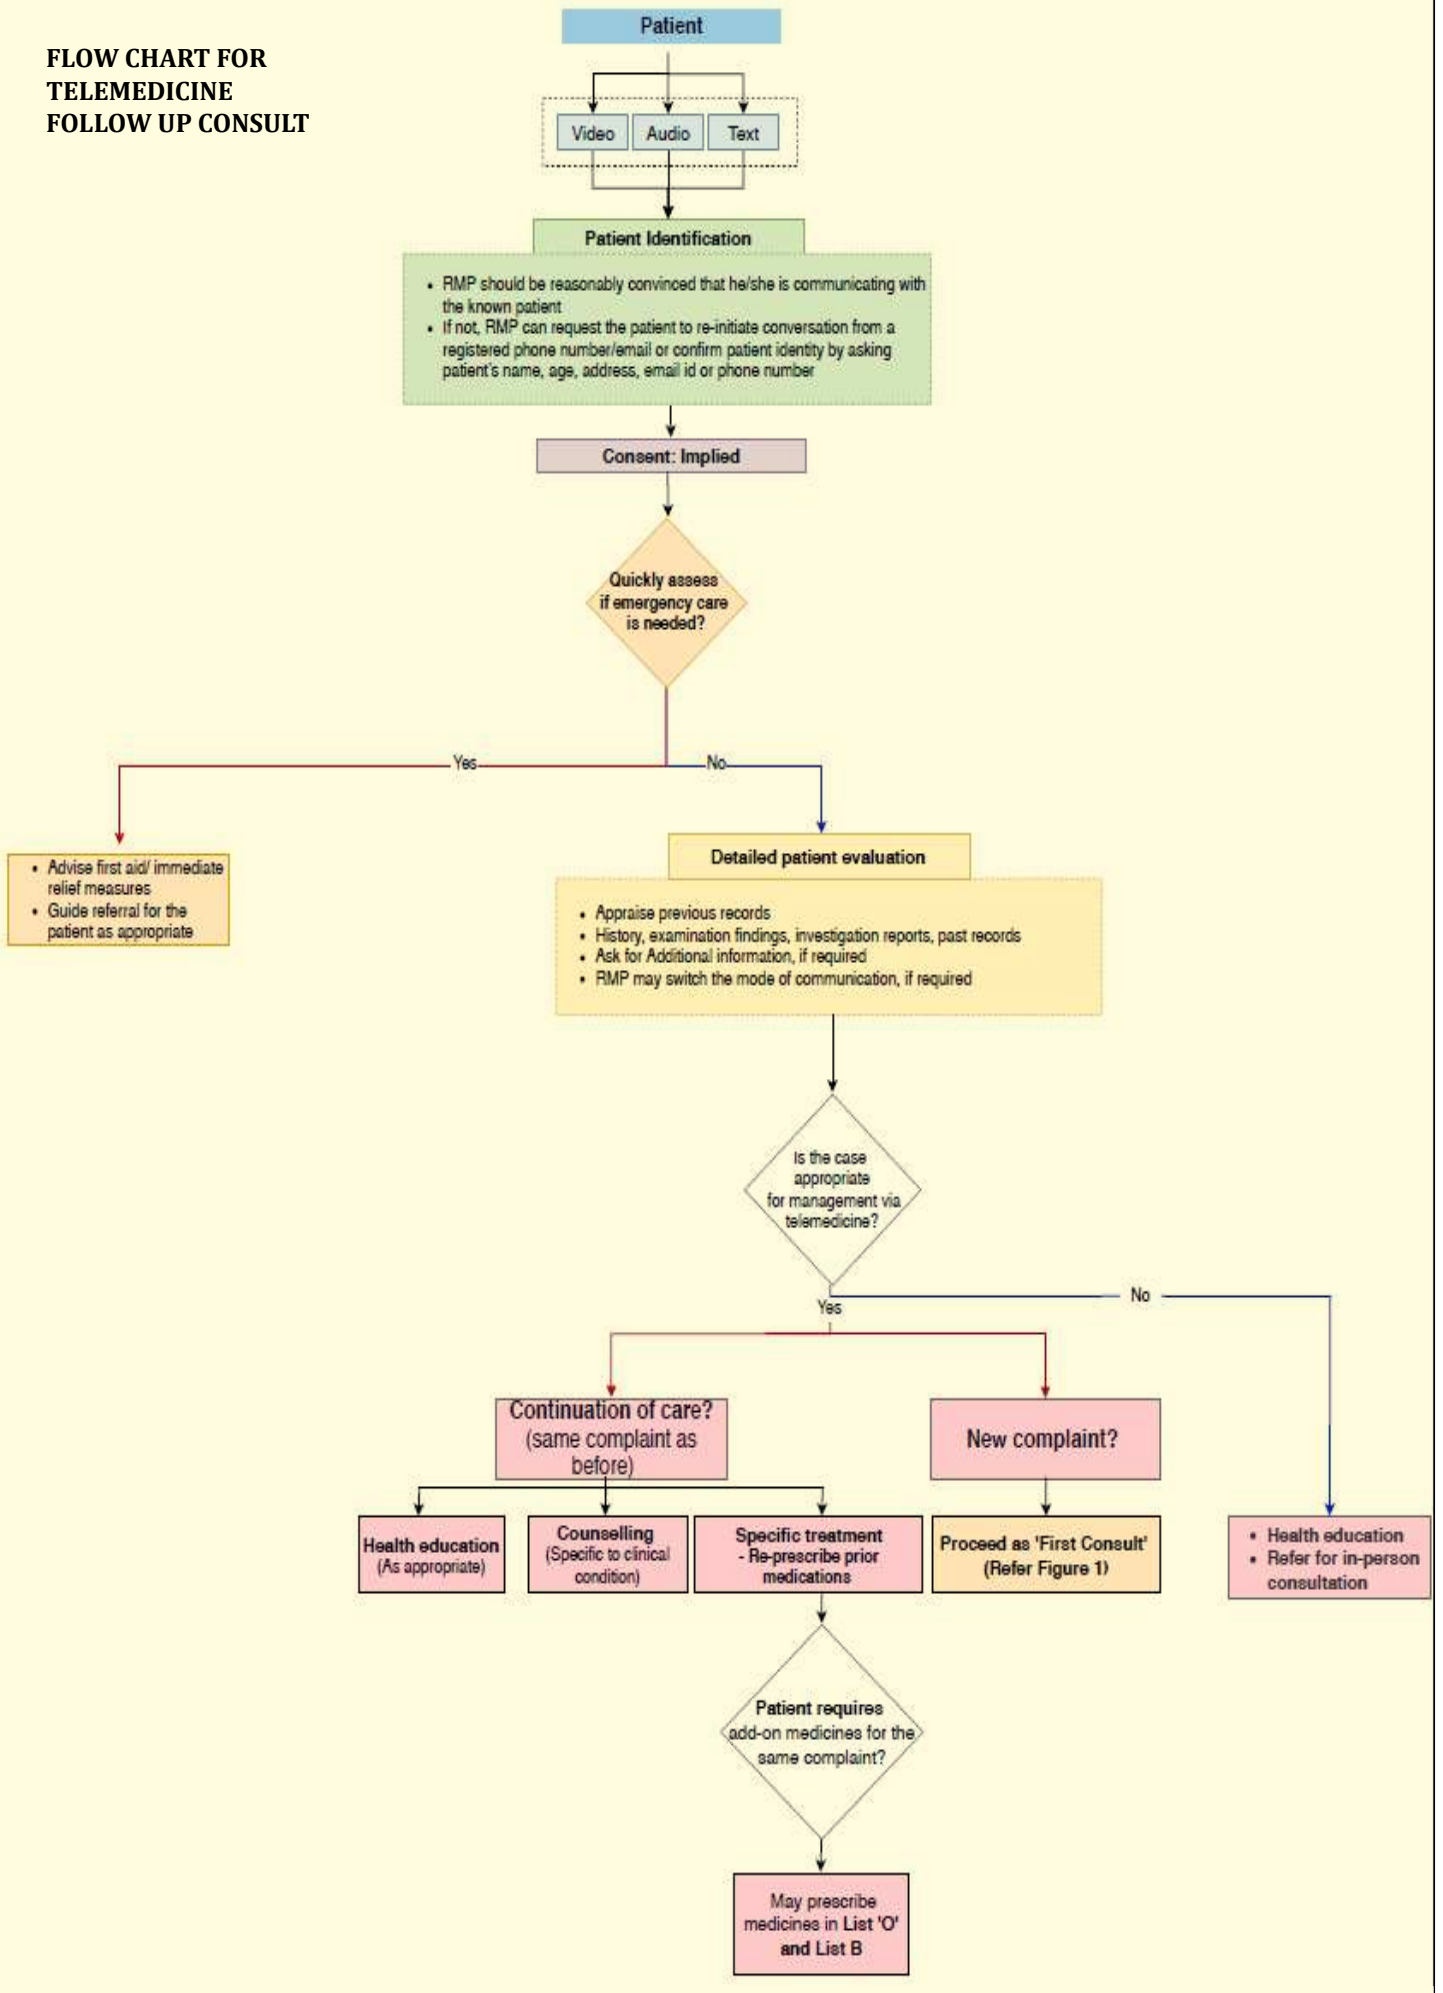 FLOW CHART FOR
TELEMEDICINE
FOLLOW UP CONSULT
Patient
Video
Audio
Text
Patient Identification
• RMP should be reasonably convinced that he/she is communicating with
the known patient
• If not, RMP can request the patient to re-initiate conversation from a
registered phone number/email or confirm patient identity by asking
patient's name, age, address, email id or phone number
Consent: Implied
Quickly assess
if emergency care
is needed?
Yes
No
• Advise first aid/ immediate
relief measures
• Guide referral for the
patient as appropriate
Detailed patient evaluation
• Appraise previous records
• History, examination findings, investigation reports, past records
• Ask for Additional information, if required
• RMP may switch the mode of communication, if required
Is the case
appropriate
for management via
telemedicine?
Yes
No
Continuation of care?
(same complaint as
before)
New complaint?
Health education
(As appropriate)
Counselling
(Specific to clinical
condition)
Specific treatment
- Re-prescribe prior
medications
Proceed as 'First Consult'
(Refer Figure 1)
• Health education
• Refer for in-person
consultation
Patient requires
add-on medicines for the
same complaint?
May prescribe
medicines in List 'O'
and List B